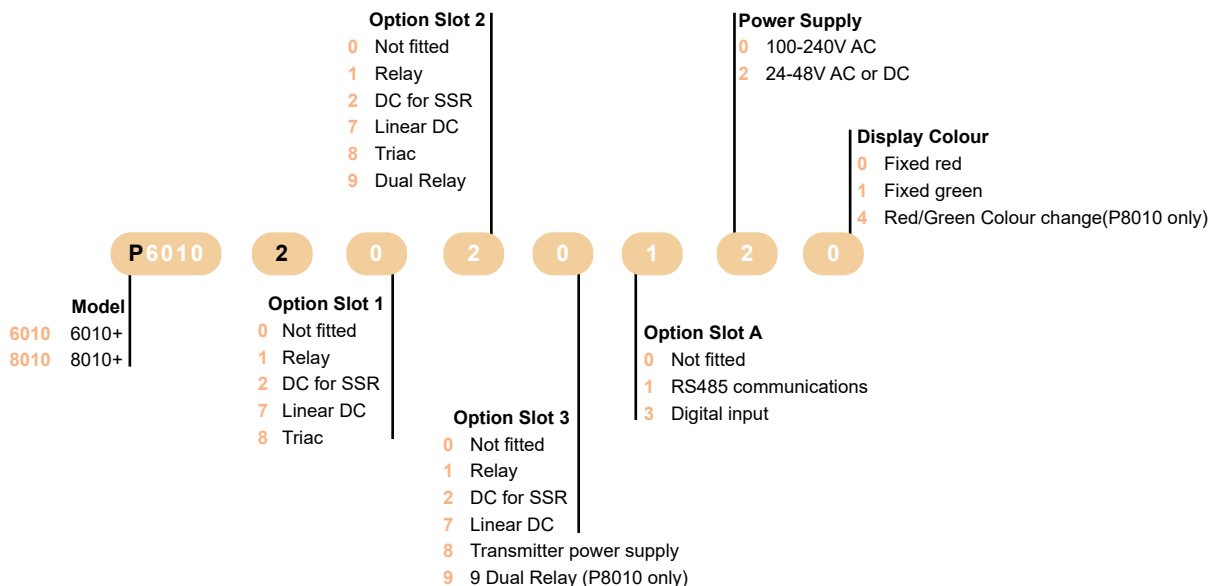 Option Slot 2
0 Not fitted
1 Relay
2 DC for SSR
7 Linear DC
8 Triac
9 Dual Relay
Power Supply
0 100-240V AC
2 24-48V AC or DC
Display Colour
0 Fixed red
1 Fixed green
4 Red/Green Colour change(P8010 only)
P6010 2 0 2 0 1 2 0
Model
6010 6010+
8010 8010+
Option Slot 1
0 Not fitted
1 Relay
2 DC for SSR
7 Linear DC
8 Triac
Option Slot 3
0 Not fitted
1 Relay
2 DC for SSR
7 Linear DC
8 Transmitter power supply
9 9 Dual Relay (P8010 only)
Option Slot A
0 Not fitted
1 RS485 communications
3 Digital input